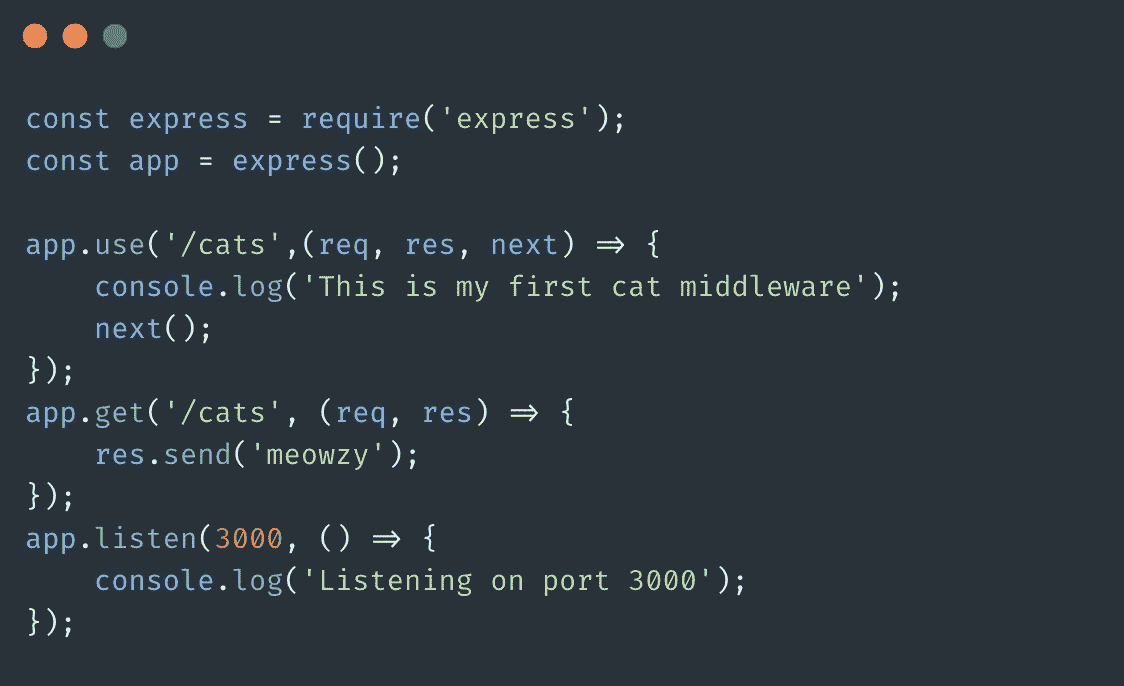 const express = require('express');
const app = express();
app.use('/cats',(req, res, next) => {
    console.log('This is my first cat middleware');
    next();
});
app.get('/cats', (req, res) => {
    res.send('meowzy');
});
app.listen(3000, () => {
    console.log('Listening on port 3000');
});